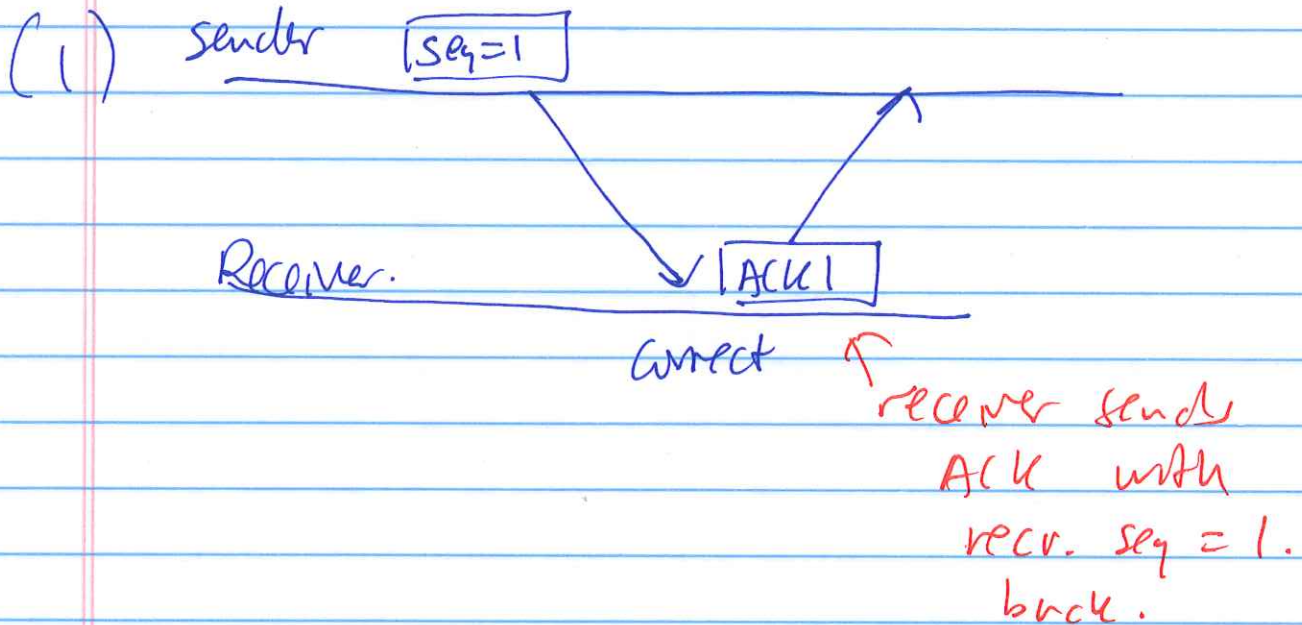 (1) sender seq=1
Receiver. ACK 1
correct
receiver sends
ACK with
recv. seq = 1.
back.